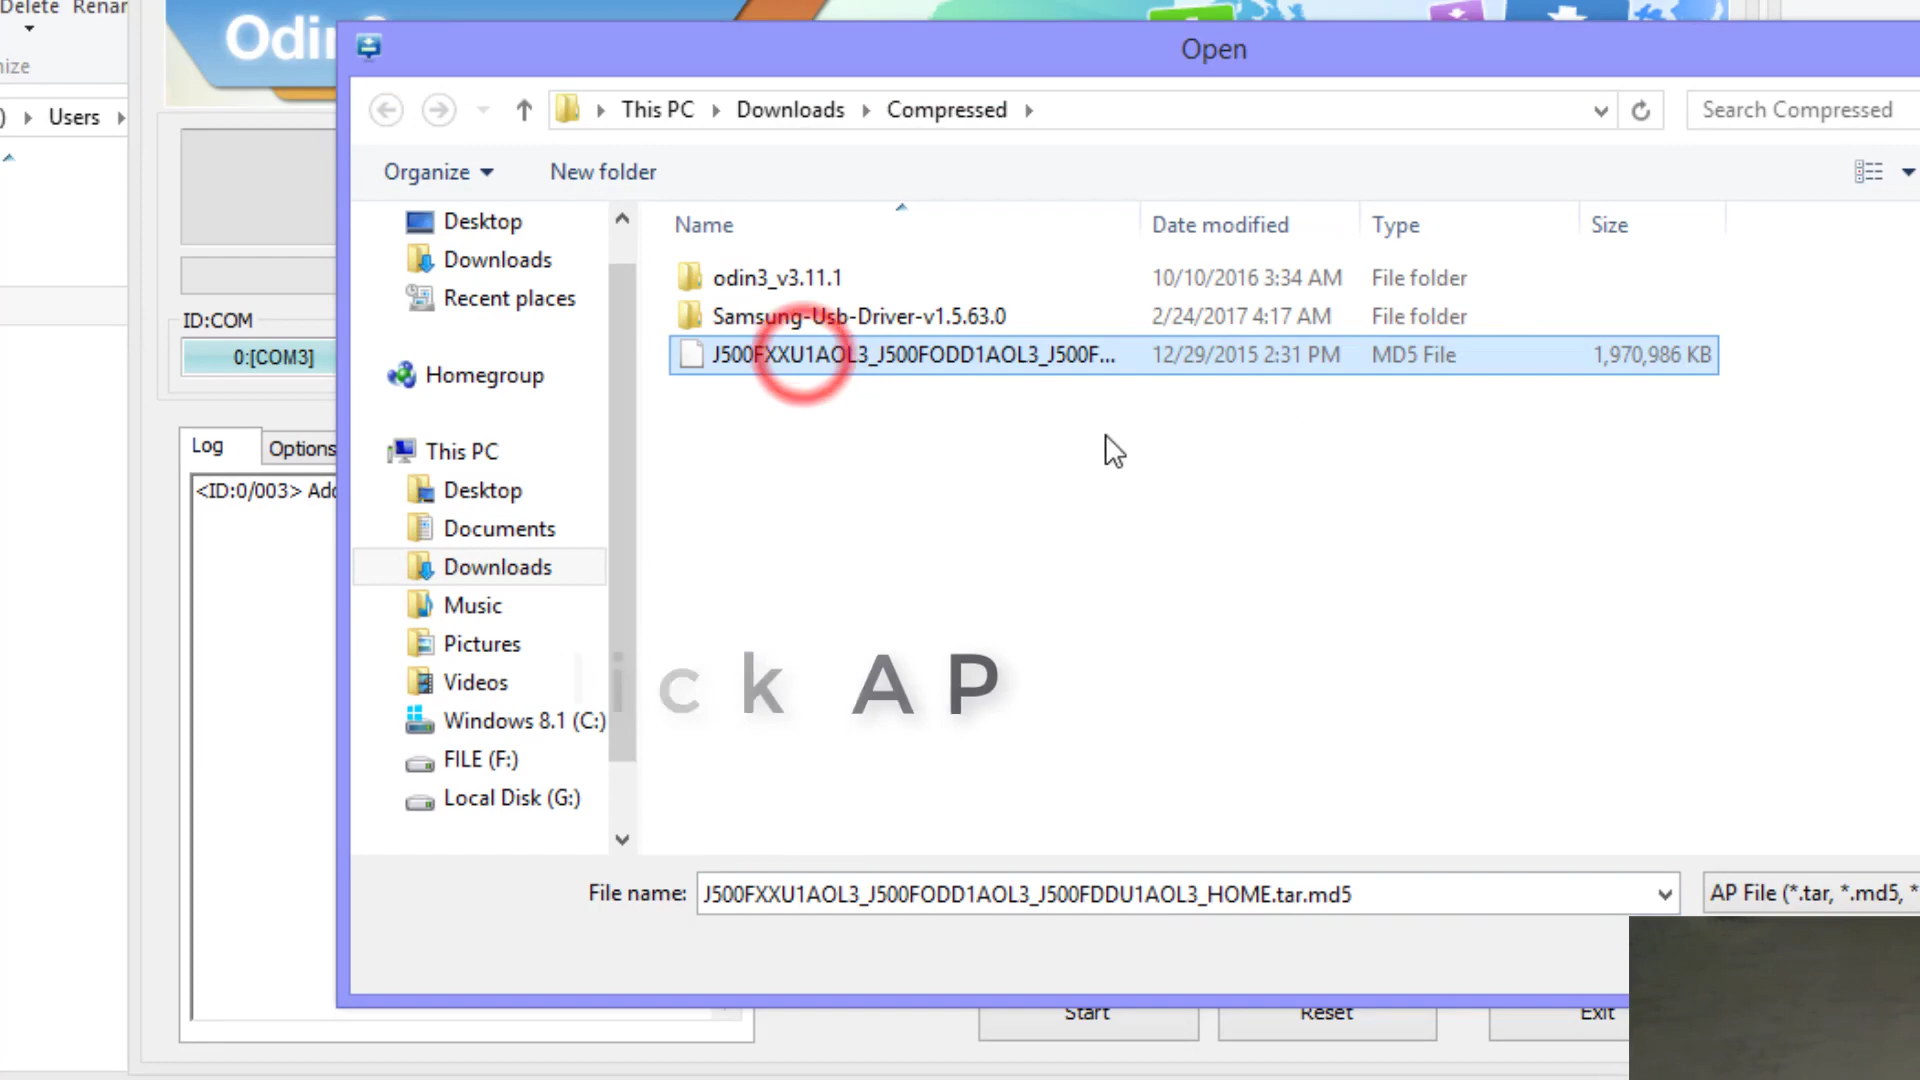 Delete Renar
Odin
Open
ize
) Users
This PC Downloads Compressed
Search Compressed
Organize New folder
Desktop
Downloads
Recent places
Homegroup
This PC
Desktop
Documents
Downloads
Music
Pictures
Videos
Windows 8.1 (C:)
FILE (F:)
Local Disk (G:)
Name Date modified Type Size
odin3_v3.11.1 10/10/2016 3:34 AM File folder
Samsung-Usb-Driver-v1.5.63.0 2/24/2017 4:17 AM File folder
J500FXXU1AOL3_J500FODD1AOL3_J500F... 12/29/2015 2:31 PM MD5 File 1,970,986 KB
ID:COM
0:[COM3]
Log Options
<ID:0/003> Add
lick AP
File name: J500FXXU1AOL3_J500FODD1AOL3_J500FDDU1AOL3_HOME.tar.md5 AP File (*.tar, *.md5, *
Start Reset Exit